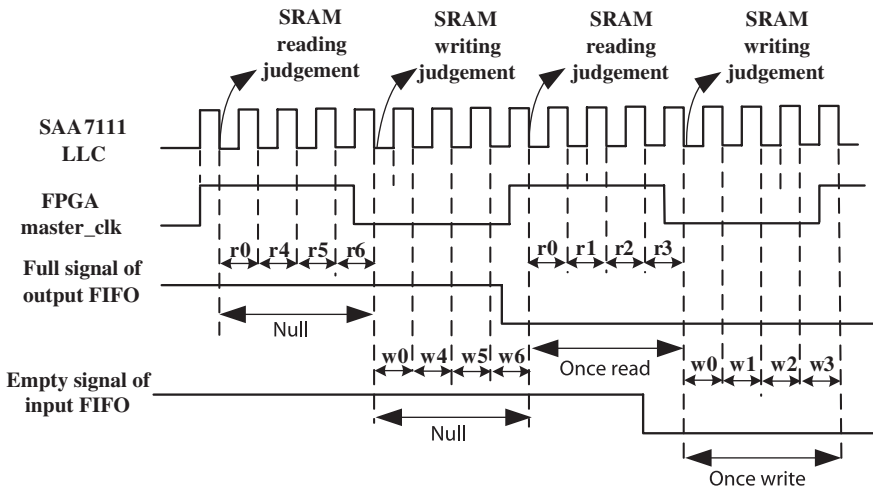 SRAM
reading
judgement
SRAM
writing
judgement
SRAM
reading
judgement
SRAM
writing
judgement
SAA7111
LLC
FPGA
master_clk
r0 r4 r5 r6 r0 r1 r2 r3
Full signal of
output FIFO
Null
w0 w4 w5 w6 Once read w0 w1 w2 w3
Empty signal of
input FIFO
Null
Once write